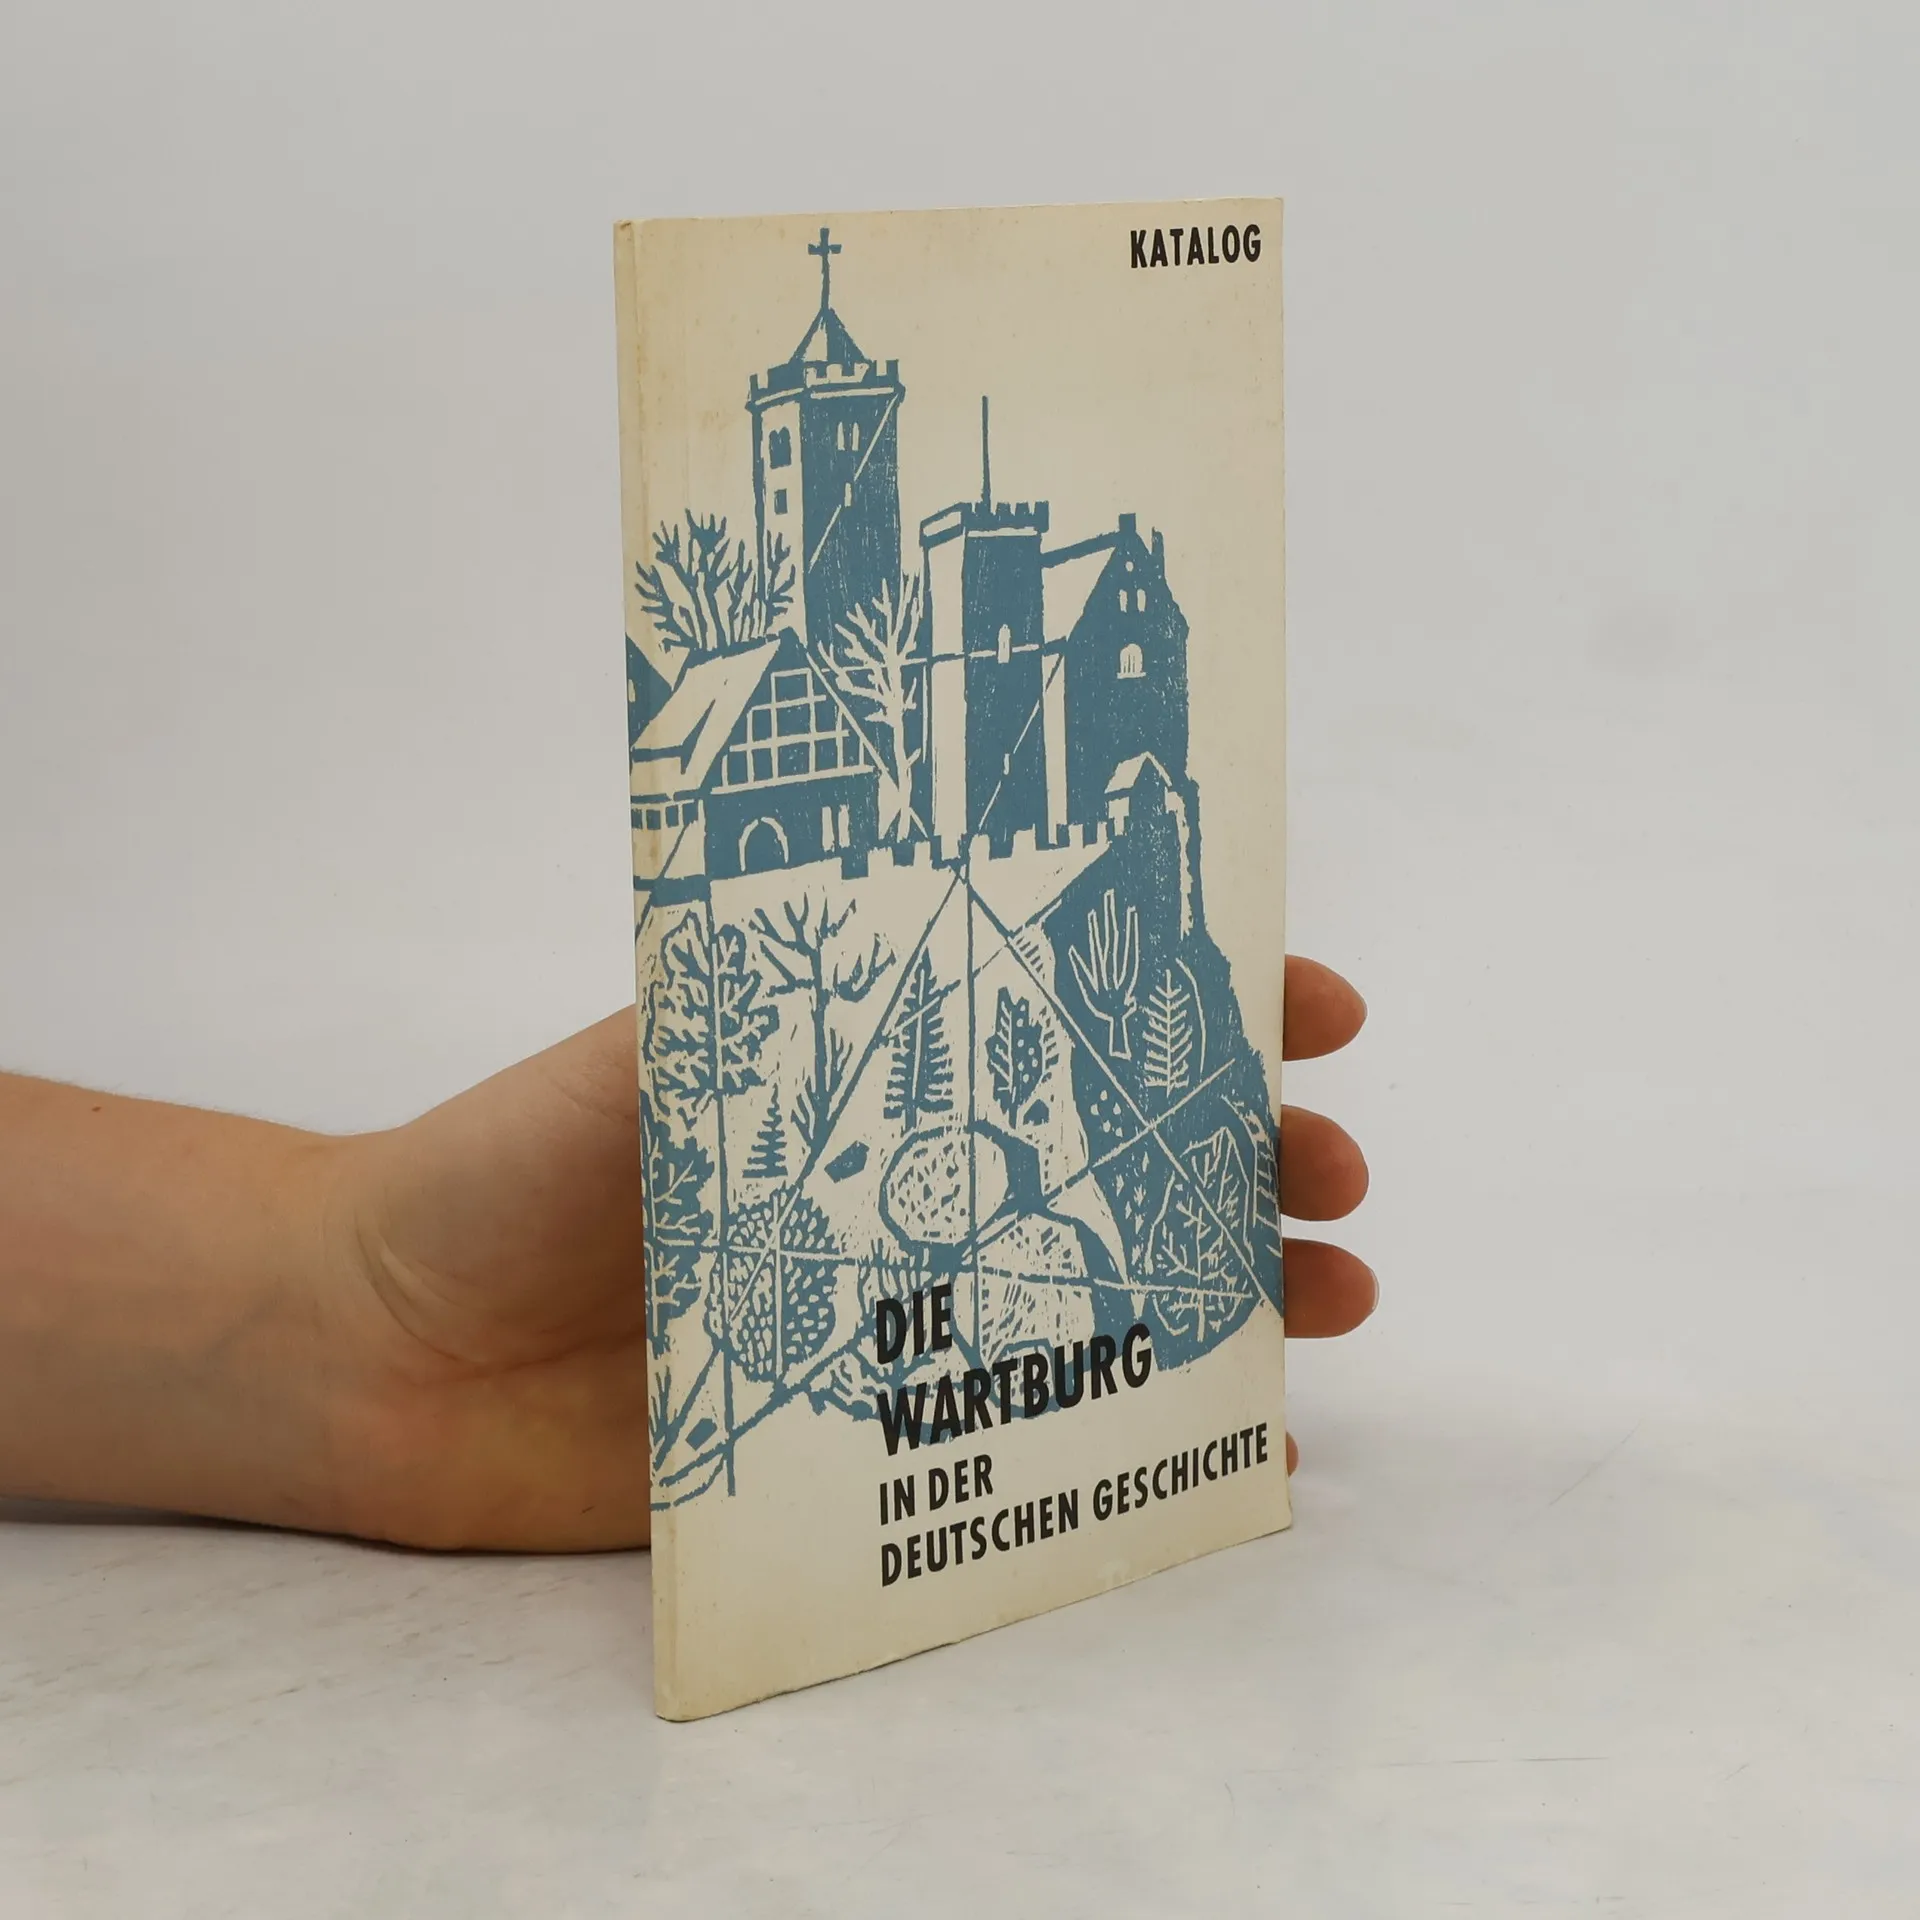 KATALOG
DIE
WARTBURG
IN DER
DEUTSCHEN GESCHICHTE